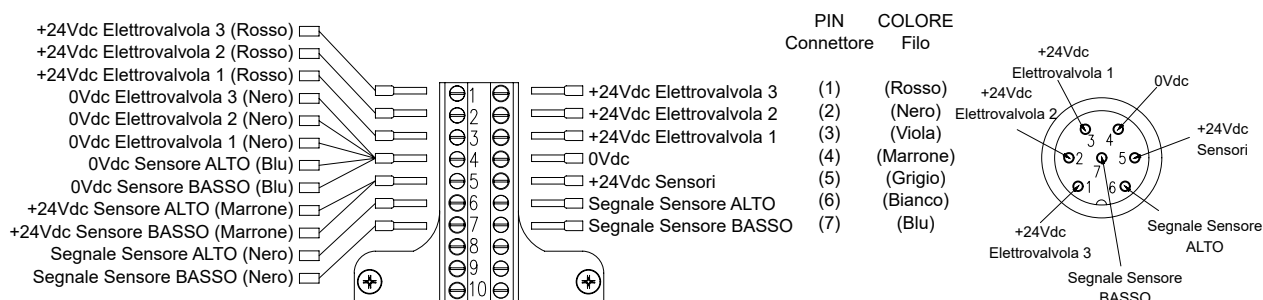 +24Vdc Elettrovalvola 3 (Rosso)
+24Vdc Elettrovalvola 2 (Rosso)
+24Vdc Elettrovalvola 1 (Rosso)
0Vdc Elettrovalvola 3 (Nero)
0Vdc Elettrovalvola 2 (Nero)
0Vdc Elettrovalvola 1 (Nero)
0Vdc Sensore ALTO (Blu)
0Vdc Sensore BASSO (Blu)
+24Vdc Sensore ALTO (Marrone)
+24Vdc Sensore BASSO (Marrone)
Segnale Sensore ALTO (Nero)
Segnale Sensore BASSO (Nero)
1
2
3
4
5
6
7
8
9
10
PIN COLORE
Connettore Filo
+24Vdc Elettrovalvola 3 (1) (Rosso)
+24Vdc Elettrovalvola 2 (2) (Nero)
+24Vdc Elettrovalvola 1 (3) (Viola)
0Vdc (4) (Marrone)
+24Vdc Sensori (5) (Grigio)
Segnale Sensore ALTO (6) (Bianco)
Segnale Sensore BASSO (7) (Blu)
+24Vdc
Elettrovalvola 1
0Vdc
+24Vdc
Elettrovalvola 2
+24Vdc
Sensori
3 4
2 5
7
1 6
+24Vdc
Elettrovalvola 3
Segnale Sensore
ALTO
Segnale Sensore
BASSO